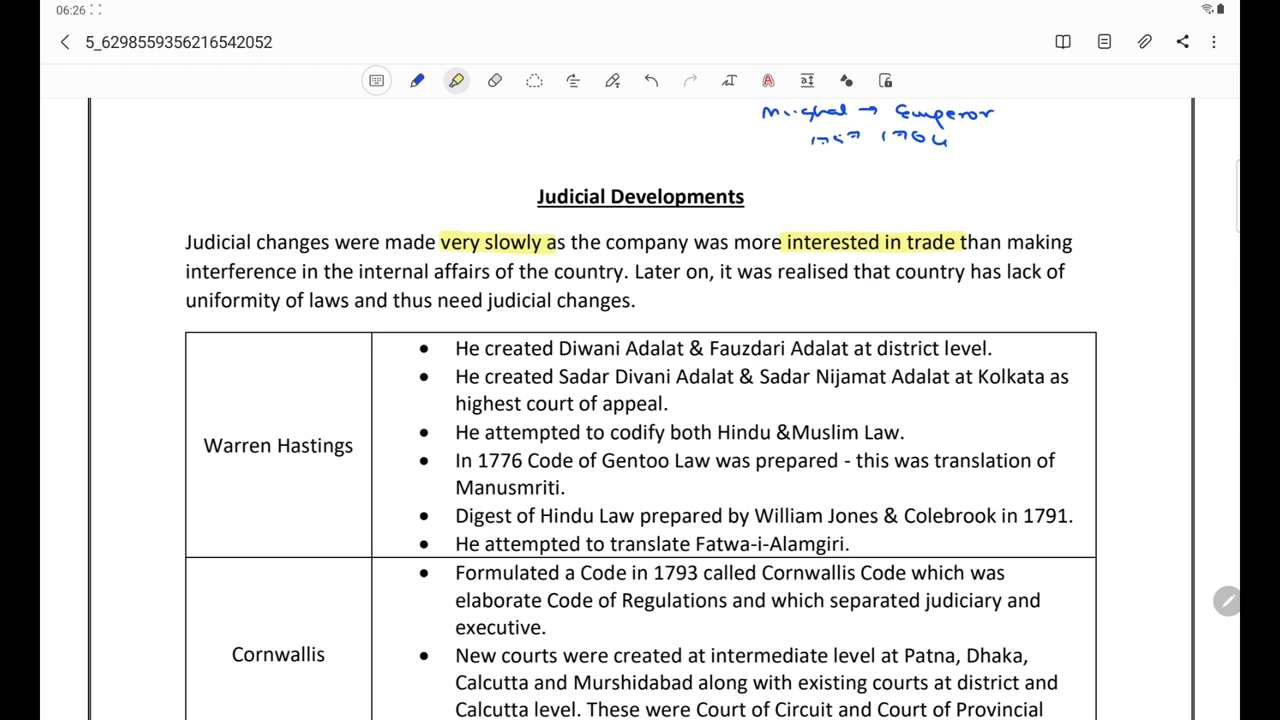 06:26
5_6298559356216542052
Mughal → Emperor
1757 1764
Judicial Developments
Judicial changes were made very slowly as the company was more interested in trade than making
interference in the internal affairs of the country. Later on, it was realised that country has lack of
uniformity of laws and thus need judicial changes.
Warren Hastings
• He created Diwani Adalat & Fauzdari Adalat at district level.
• He created Sadar Divani Adalat & Sadar Nijamat Adalat at Kolkata as
highest court of appeal.
• He attempted to codify both Hindu &Muslim Law.
• In 1776 Code of Gentoo Law was prepared - this was translation of
Manusmriti.
• Digest of Hindu Law prepared by William Jones & Colebrook in 1791.
• He attempted to translate Fatwa-i-Alamgiri.
Cornwallis
• Formulated a Code in 1793 called Cornwallis Code which was
elaborate Code of Regulations and which separated judiciary and
executive.
• New courts were created at intermediate level at Patna, Dhaka,
Calcutta and Murshidabad along with existing courts at district and
Calcutta level. These were Court of Circuit and Court of Provincial